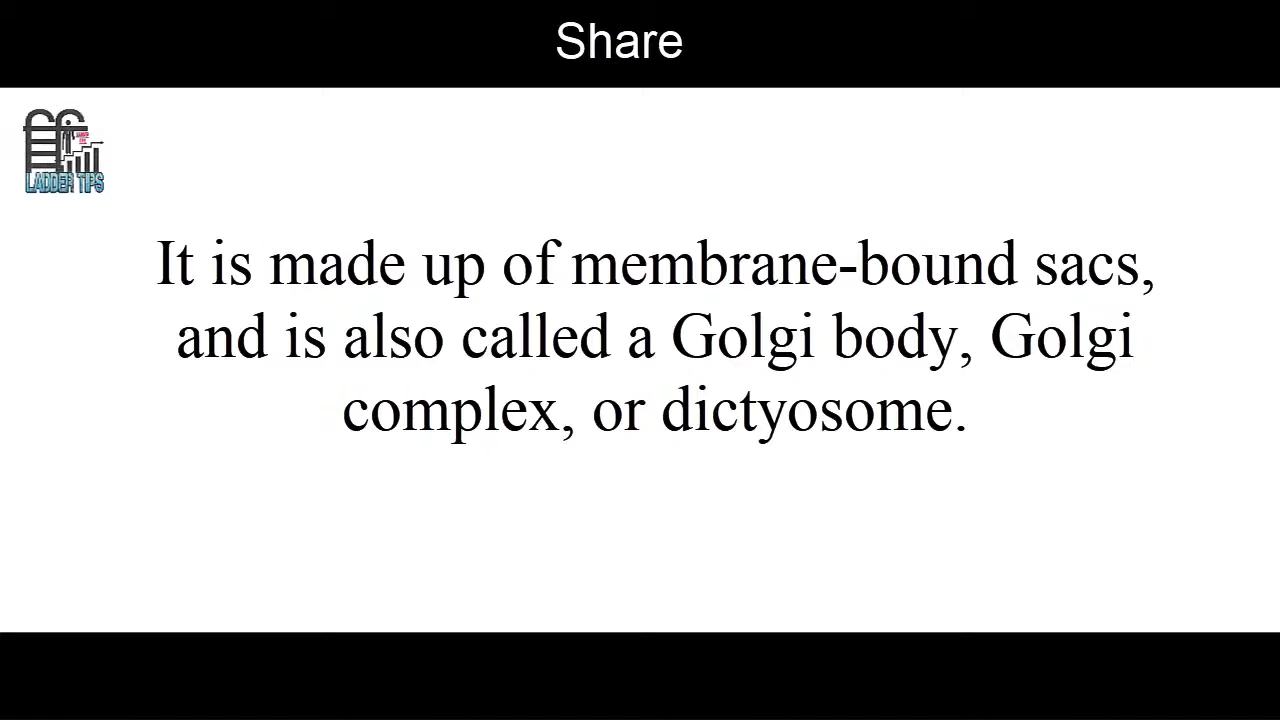 Share
LADDER TIPS
It is made up of membrane-bound sacs,
and is also called a Golgi body, Golgi
complex, or dictyosome.